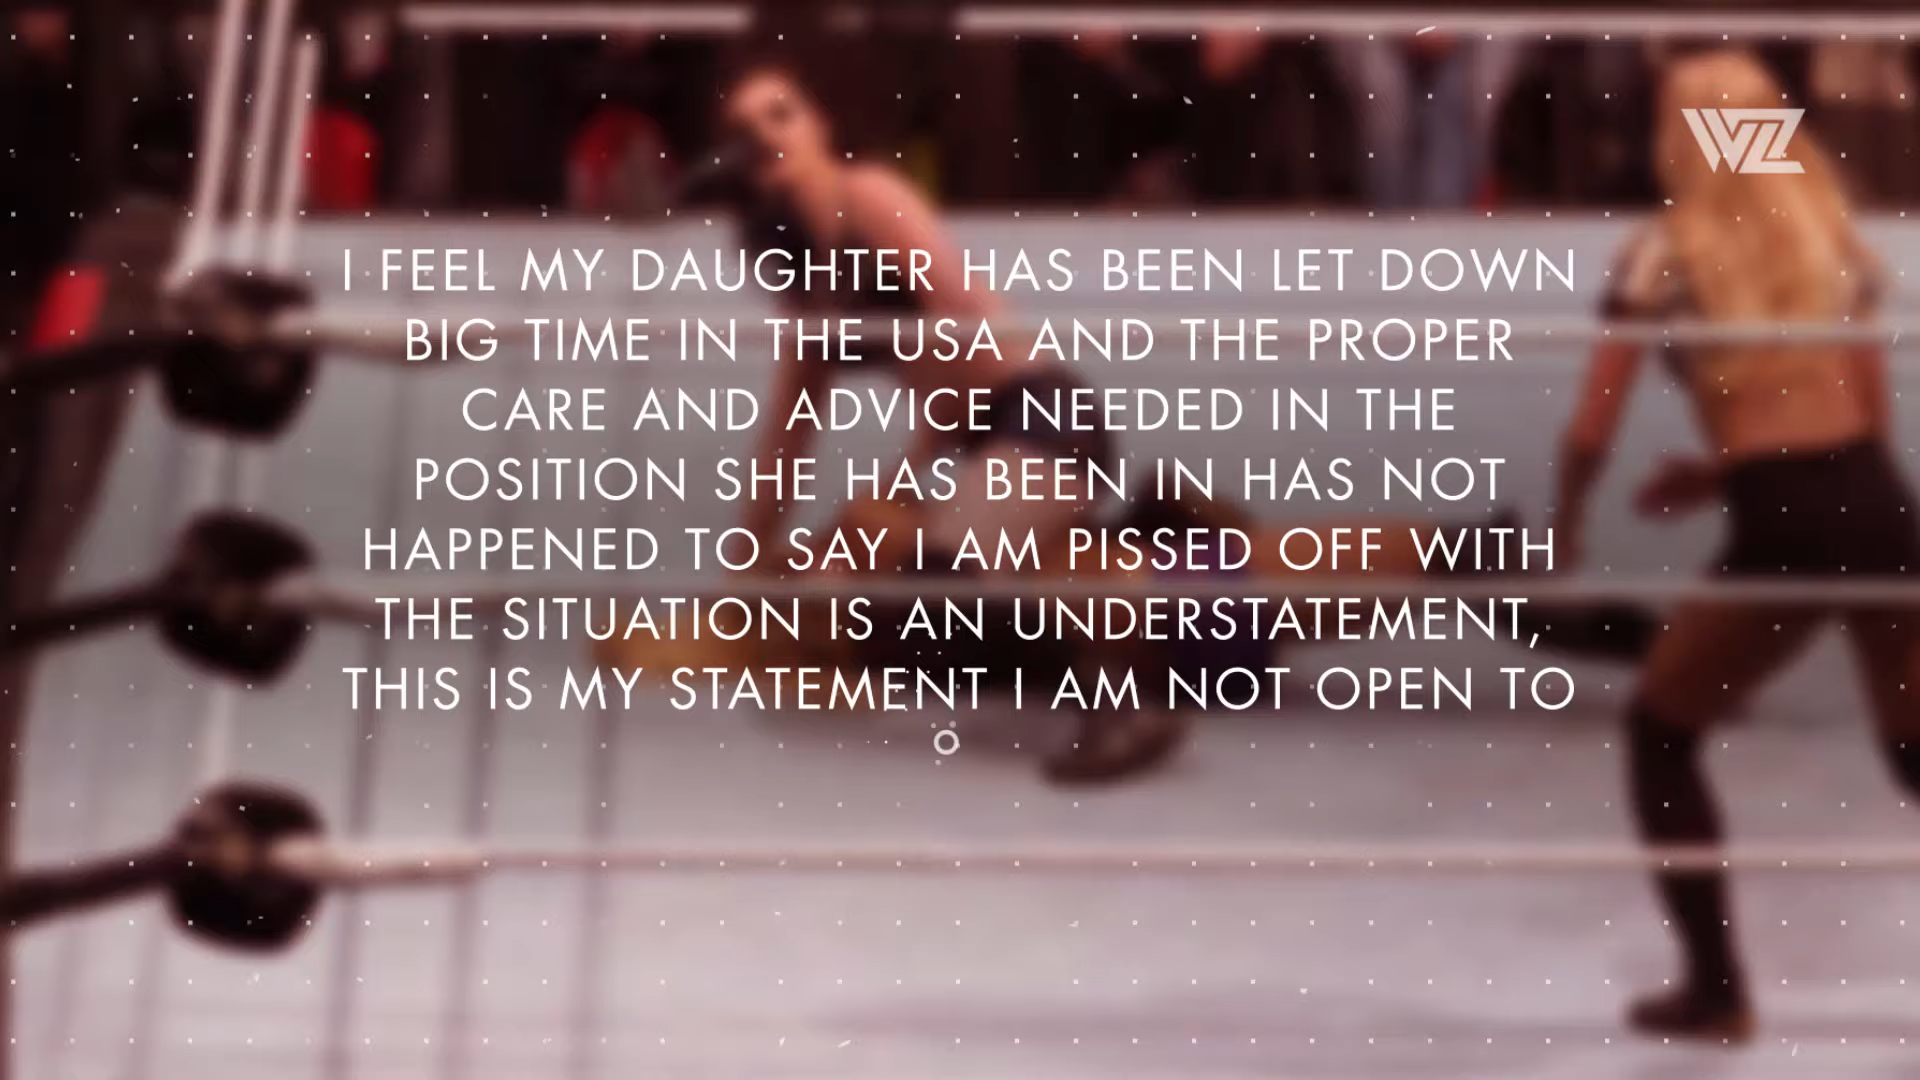 WZ
I FEEL MY DAUGHTER HAS BEEN LET DOWN
BIG TIME IN THE USA AND THE PROPER
CARE AND ADVICE NEEDED IN THE
POSITION SHE HAS BEEN IN HAS NOT
HAPPENED TO SAY I AM PISSED OFF WITH
THE SITUATION IS AN UNDERSTATEMENT,
THIS IS MY STATEMENT I AM NOT OPEN TO